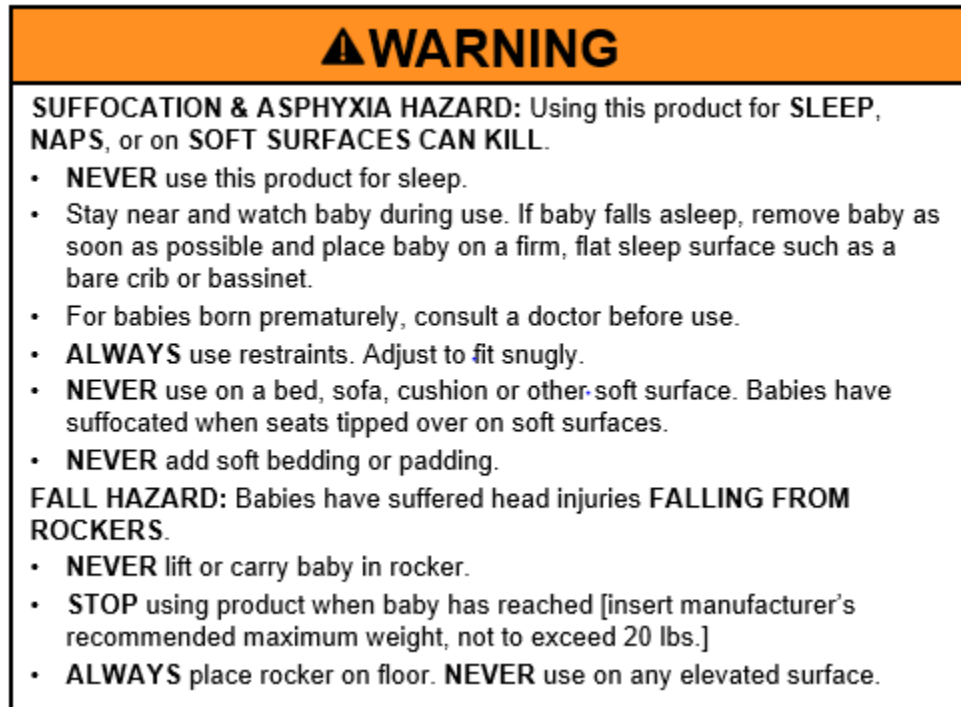 ⚠WARNING
SUFFOCATION & ASPHYXIA HAZARD: Using this product for SLEEP,
NAPS, or on SOFT SURFACES CAN KILL.
• NEVER use this product for sleep.
• Stay near and watch baby during use. If baby falls asleep, remove baby as
soon as possible and place baby on a firm, flat sleep surface such as a
bare crib or bassinet.
• For babies born prematurely, consult a doctor before use.
• ALWAYS use restraints. Adjust to fit snugly.
• NEVER use on a bed, sofa, cushion or other soft surface. Babies have
suffocated when seats tipped over on soft surfaces.
• NEVER add soft bedding or padding.
FALL HAZARD: Babies have suffered head injuries FALLING FROM
ROCKERS.
• NEVER lift or carry baby in rocker.
• STOP using product when baby has reached [insert manufacturer’s
recommended maximum weight, not to exceed 20 lbs.]
• ALWAYS place rocker on floor. NEVER use on any elevated surface.